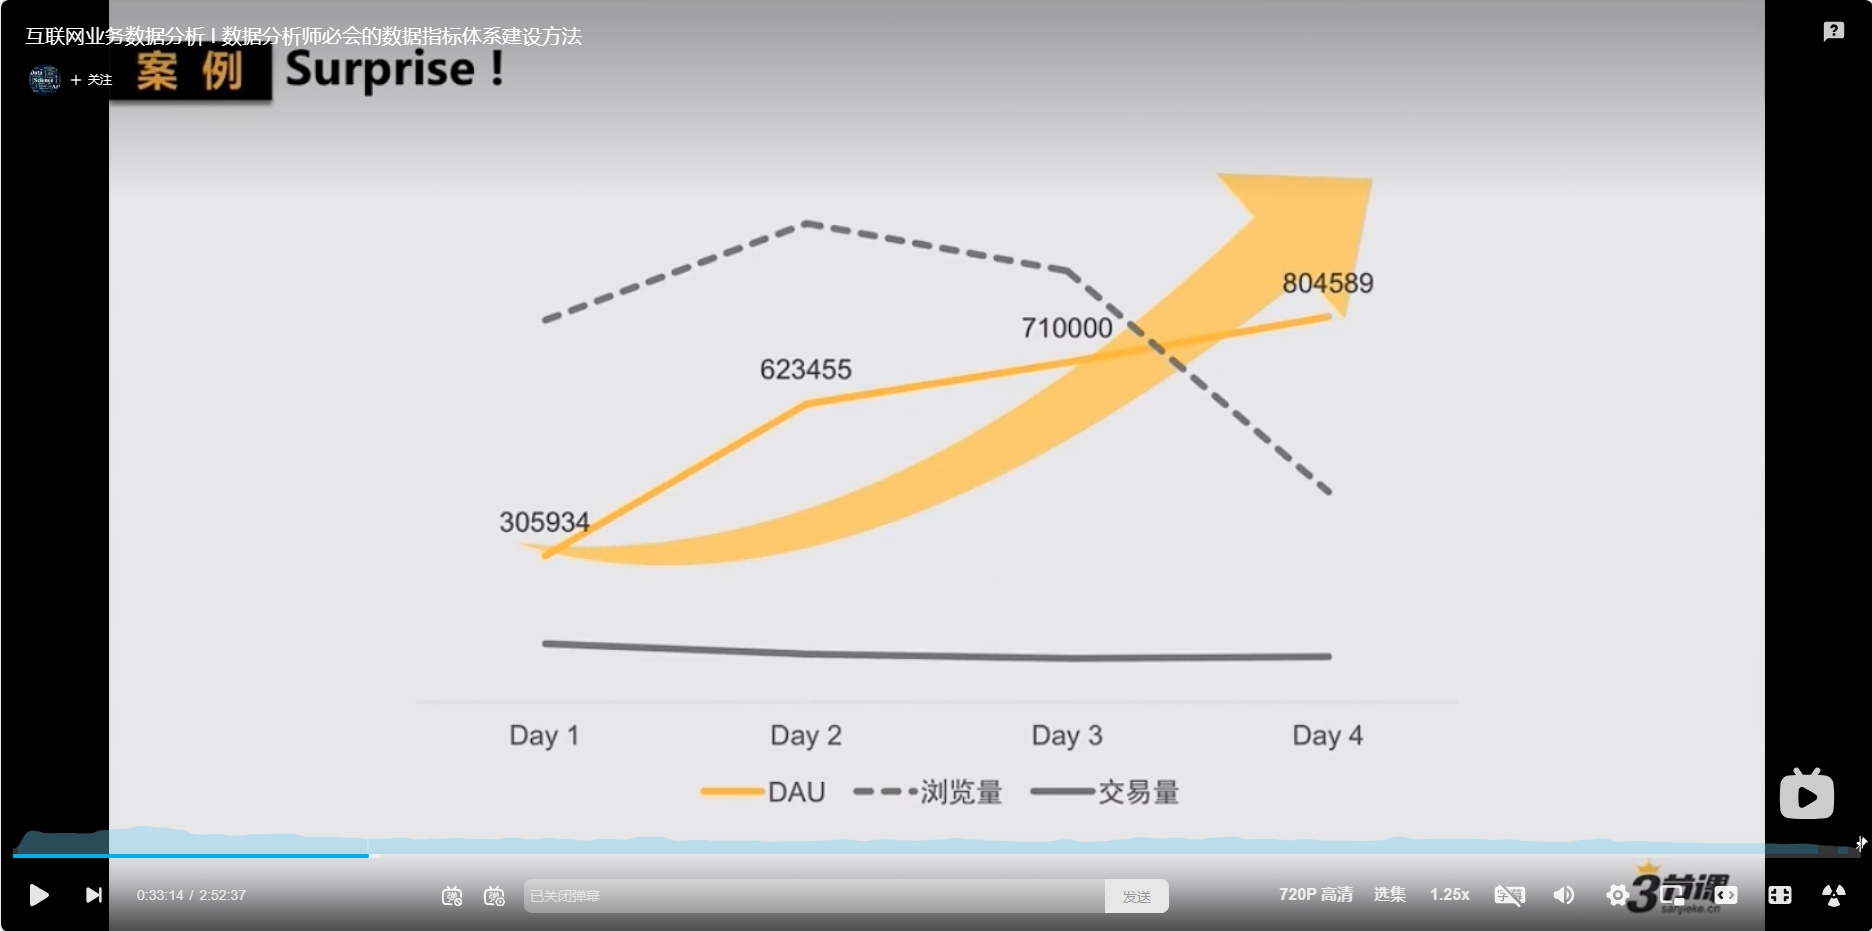 互联网业务数据分析 | 数据分析师必会的数据指标体系建设方法
+ 关注
案 例 Surprise !
804589
710000
623455
305934
Day 1 Day 2 Day 3 Day 4
DAU 浏览量 交易量
0:33:14 / 2:52:37
已关闭弹幕
发送
720P 高清 选集 1.25x
3节课
sanjieke.cn